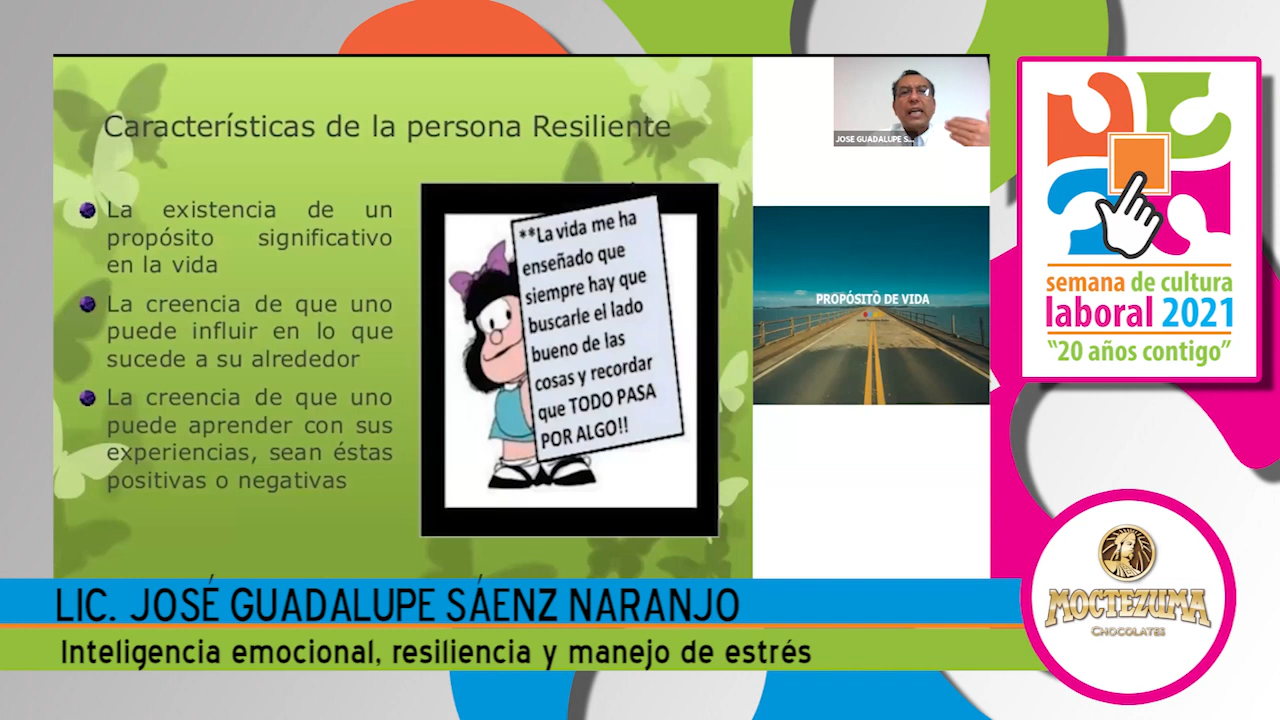 Características de la persona Resiliente
La existencia de un
propósito significativo
en la vida
La creencia de que uno
puede influir en lo que
sucede a su alrededor
La creencia de que uno
puede aprender con sus
experiencias, sean éstas
positivas o negativas
**La vida me ha
enseñado que
siempre hay que
buscarle el lado
bueno de las
cosas y recordar
que TODO PASA
POR ALGO!!
JOSE GUADALUPE S...
PROPÓSITO DE VIDA
semana de cultura
laboral 2021
"20 años contigo"
LIC. JOSÉ GUADALUPE SÁENZ NARANJO
Inteligencia emocional, resiliencia y manejo de estrés
MOCTEZUMA
CHOCOLATES